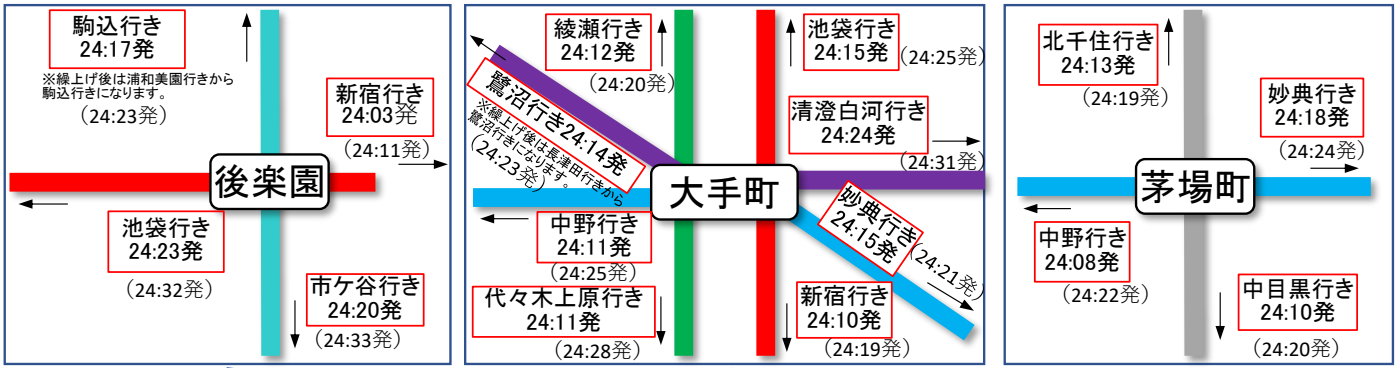 駒込行き
24:17発
※繰上げ後は浦和美園行きから
駒込行きになります。
（24:23発）
新宿行き
24:03発
（24:11発）
後楽園
池袋行き
24:23発
（24:32発）
市ケ谷行き
24:20発
（24:33発）
綾瀬行き
24:12発
（24:20発）
池袋行き
24:15発
（24:25発）
鷺沼行き24:14発
※繰上げ後は長津田行きから
鷺沼行きになります。
（24:23発）
清澄白河行き
24:24発
（24:31発）
大手町
中野行き
24:11発
（24:25発）
妙典行き
24:15発
（24:21発）
代々木上原行き
24:11発
（24:28発）
新宿行き
24:10発
（24:19発）
北千住行き
24:13発
（24:19発）
妙典行き
24:18発
（24:24発）
茅場町
中野行き
24:08発
（24:22発）
中目黒行き
24:10発
（24:20発）